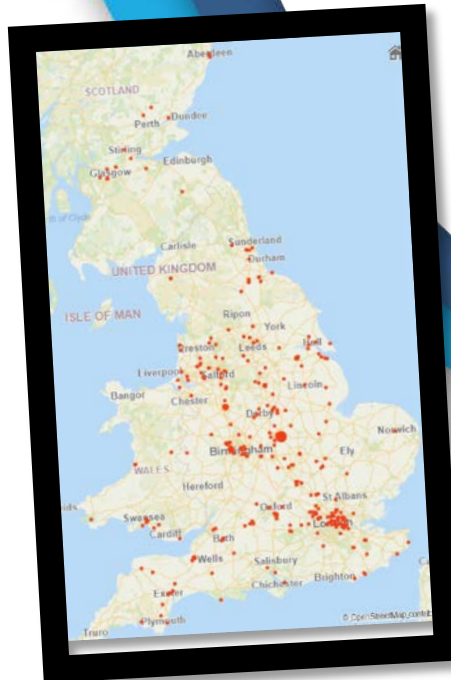 Aberdeen
SCOTLAND
Dundee
Perth
Stirling
Edinburgh
Glasgow
Carlisle
Sunderland
Durham
UNITED KINGDOM
ISLE OF MAN
Ripon
York
Preston
Leeds
Hull
Liverpool
Salford
Bangor
Chester
Lincoln
Derby
Norwich
Birmingham
Ely
WALES
Hereford
St Albans
Oxford
Swansea
London
Cardiff
Bath
Wells
Salisbury
Chichester
Brighton
Exeter
Plymouth
Truro
© OpenStreetMap contrib